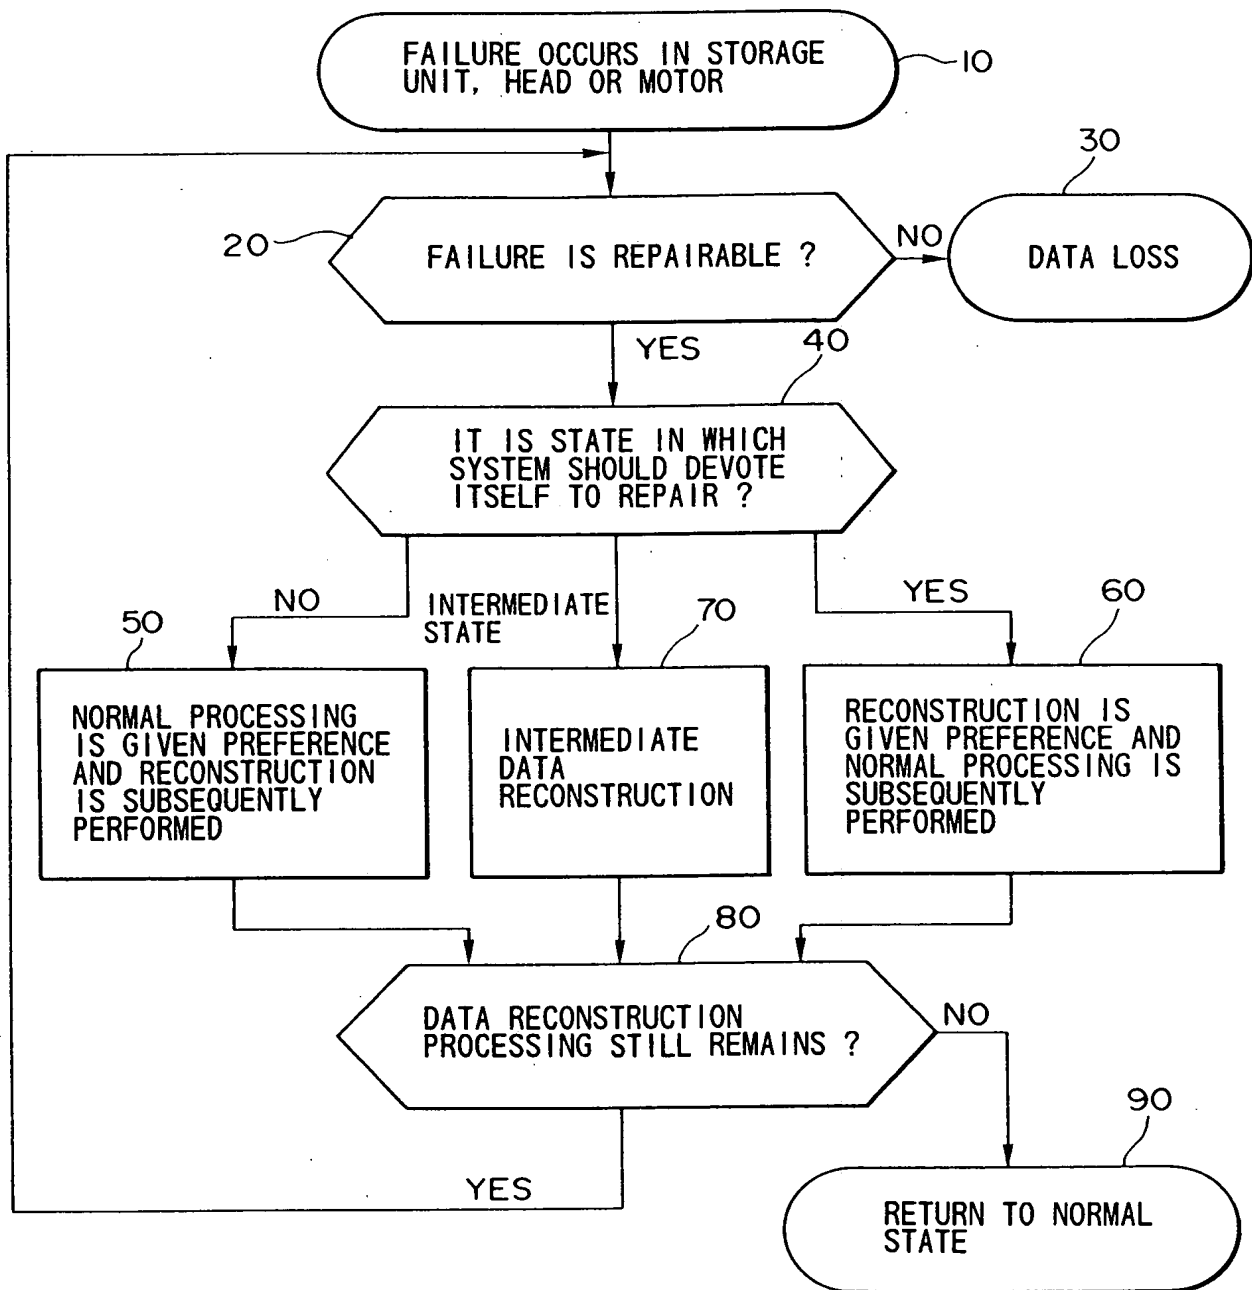 FAILURE OCCURS IN STORAGE
UNIT, HEAD OR MOTOR
10
30
20
FAILURE IS REPAIRABLE ?
NO
DATA LOSS
YES
40
IT IS STATE IN WHICH
SYSTEM SHOULD DEVOTE
ITSELF TO REPAIR ?
NO
INTERMEDIATE
STATE
YES
50
70
60
NORMAL PROCESSING
IS GIVEN PREFERENCE
AND RECONSTRUCTION
IS SUBSEQUENTLY
PERFORMED
INTERMEDIATE
DATA
RECONSTRUCTION
RECONSTRUCTION IS
GIVEN PREFERENCE AND
NORMAL PROCESSING IS
SUBSEQUENTLY
PERFORMED
80
DATA RECONSTRUCTION
PROCESSING STILL REMAINS ?
NO
YES
90
RETURN TO NORMAL
STATE